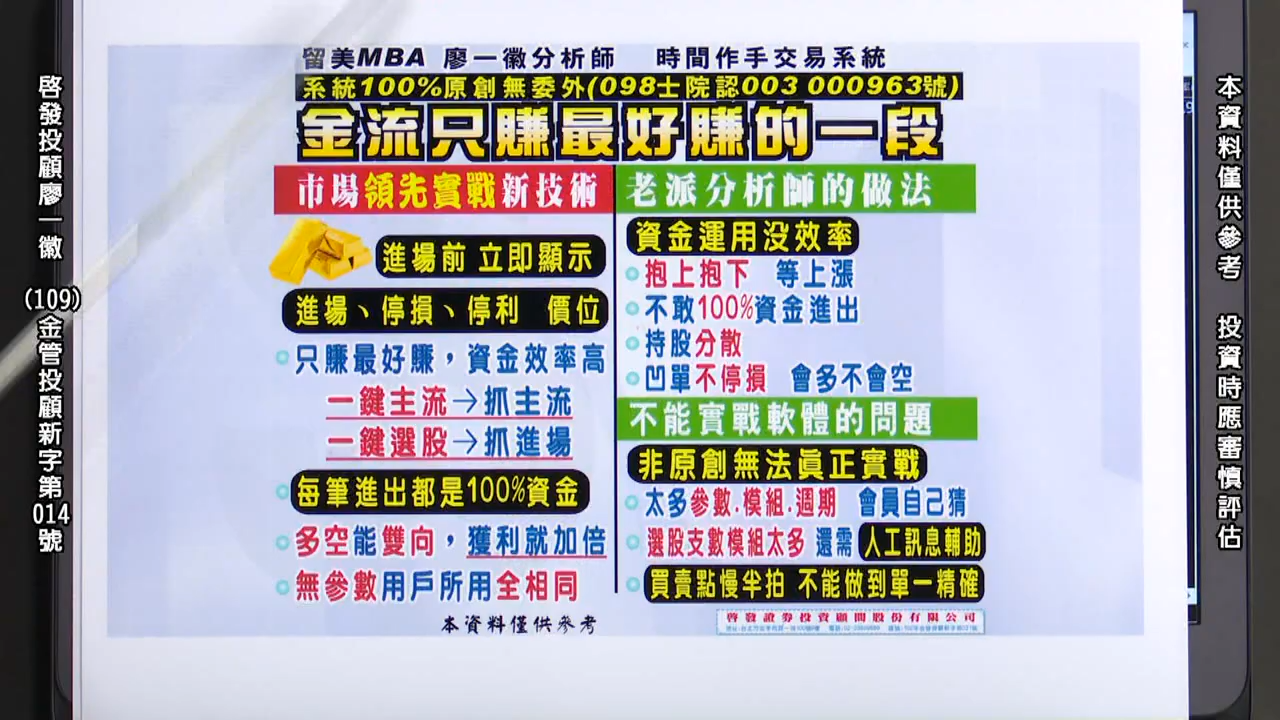 啓發投顧廖一徽 (109)金管投顧新字第014號
留美MBA 廖一徽分析師 時間作手交易系統
系統100%原創無委外(098士院認003 000963號)
金流只賺最好賺的一段
市場領先實戰新技術
進場前 立即顯示
進場、停損、停利 價位
只賺最好賺，資金效率高
一鍵主流→抓主流
一鍵選股→抓進場
每筆進出都是100%資金
多空能雙向，獲利就加倍
無參數用戶所用全相同
老派分析師的做法
資金運用没效率
抱上抱下 等上漲
不敢100%資金進出
持股分散
凹單不停損 會多不會空
不能實戰軟體的問題
非原創無法眞正實戰
太多參數.模組.週期 會員自己猜
選股支數模組太多 還需人工訊息輔助
買賣點慢半拍 不能做到單一精確
本資料僅供參考
啓發證券投資顧問股份有限公司
本資料僅供參考 投資時應審慎評估